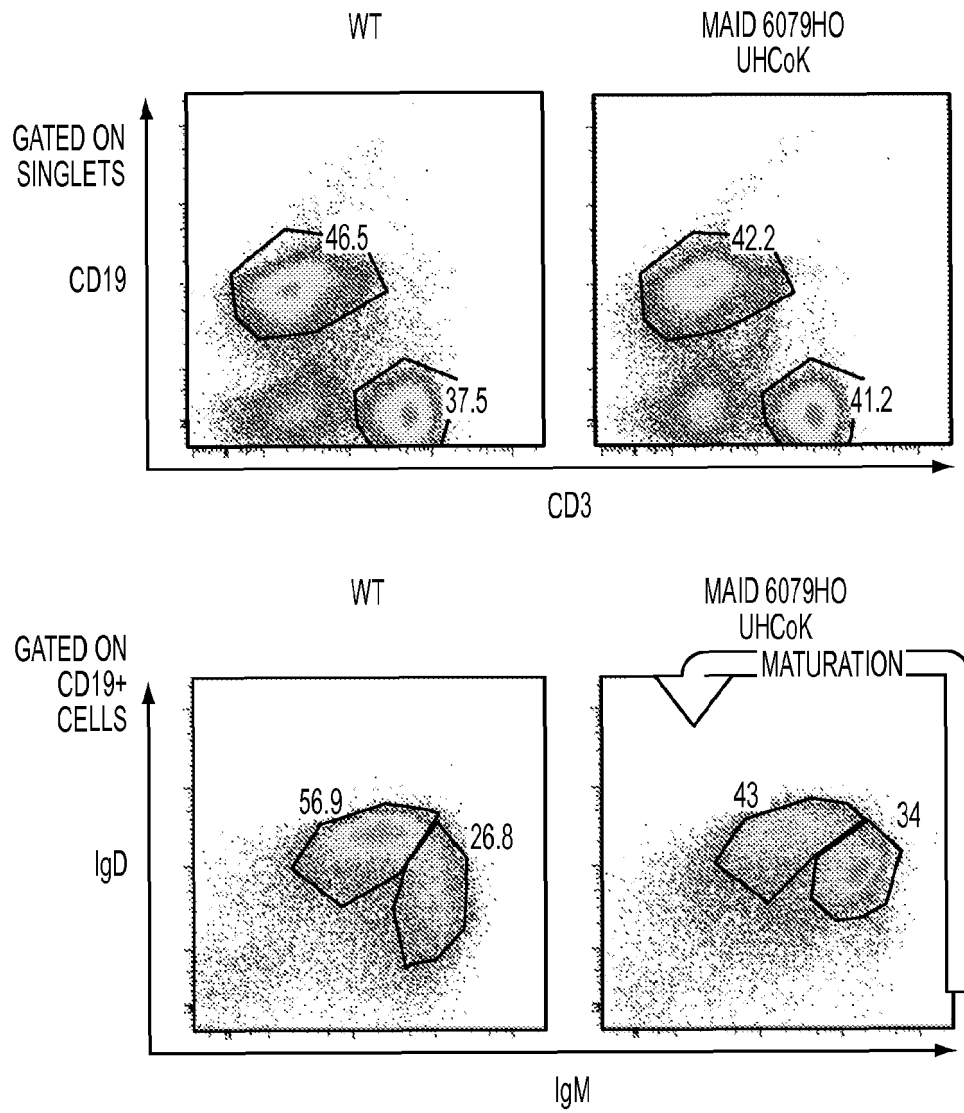 WT
MAID 6079HO
UHCoK
GATED ON
SINGLETS
CD19
46.5
37.5
42.2
41.2
CD3
WT
MAID 6079HO
UHCoK
GATED ON
CD19+
CELLS
MATURATION
IgD
56.9
26.8
43
34
IgM